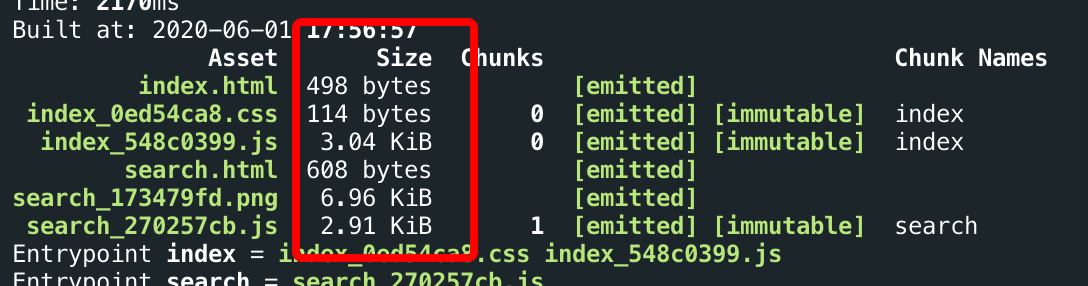 Time: 2170ms
Built at: 2020-06-01 17:56:57
Asset Size Chunks Chunk Names
index.html 498 bytes [emitted]
index_0ed54ca8.css 114 bytes 0 [emitted] [immutable] index
index_548c0399.js 3.04 KiB 0 [emitted] [immutable] index
search.html 608 bytes [emitted]
search_173479fd.png 6.96 KiB [emitted]
search_270257cb.js 2.91 KiB 1 [emitted] [immutable] search
Entrypoint index = index_0ed54ca8.css index_548c0399.js
Entrypoint search = search_270257cb.js